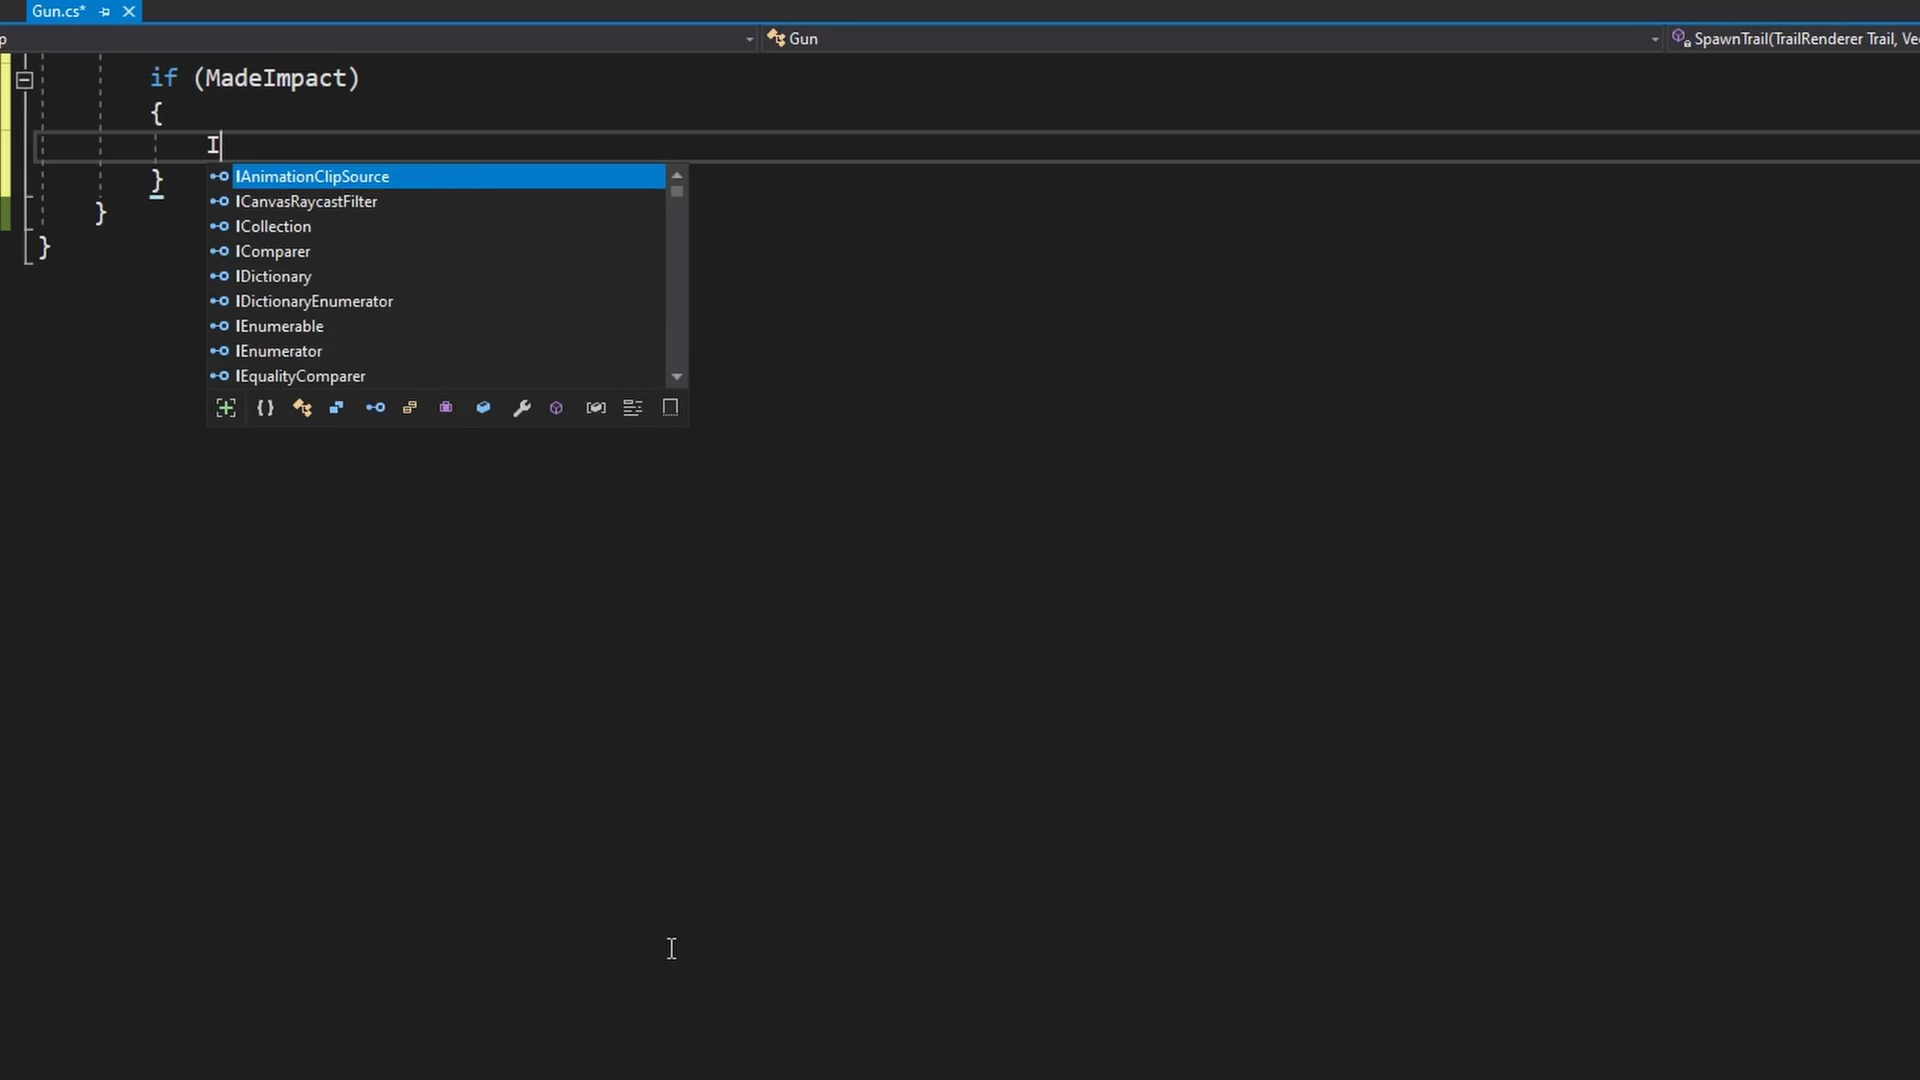 Gun.cs*
p
Gun
SpawnTrail(TrailRenderer Trail, Ve
if (MadeImpact)
{
I
}
}
}
IAnimationClipSource
ICanvasRaycastFilter
ICollection
IComparer
IDictionary
IDictionaryEnumerator
IEnumerable
IEnumerator
IEqualityComparer